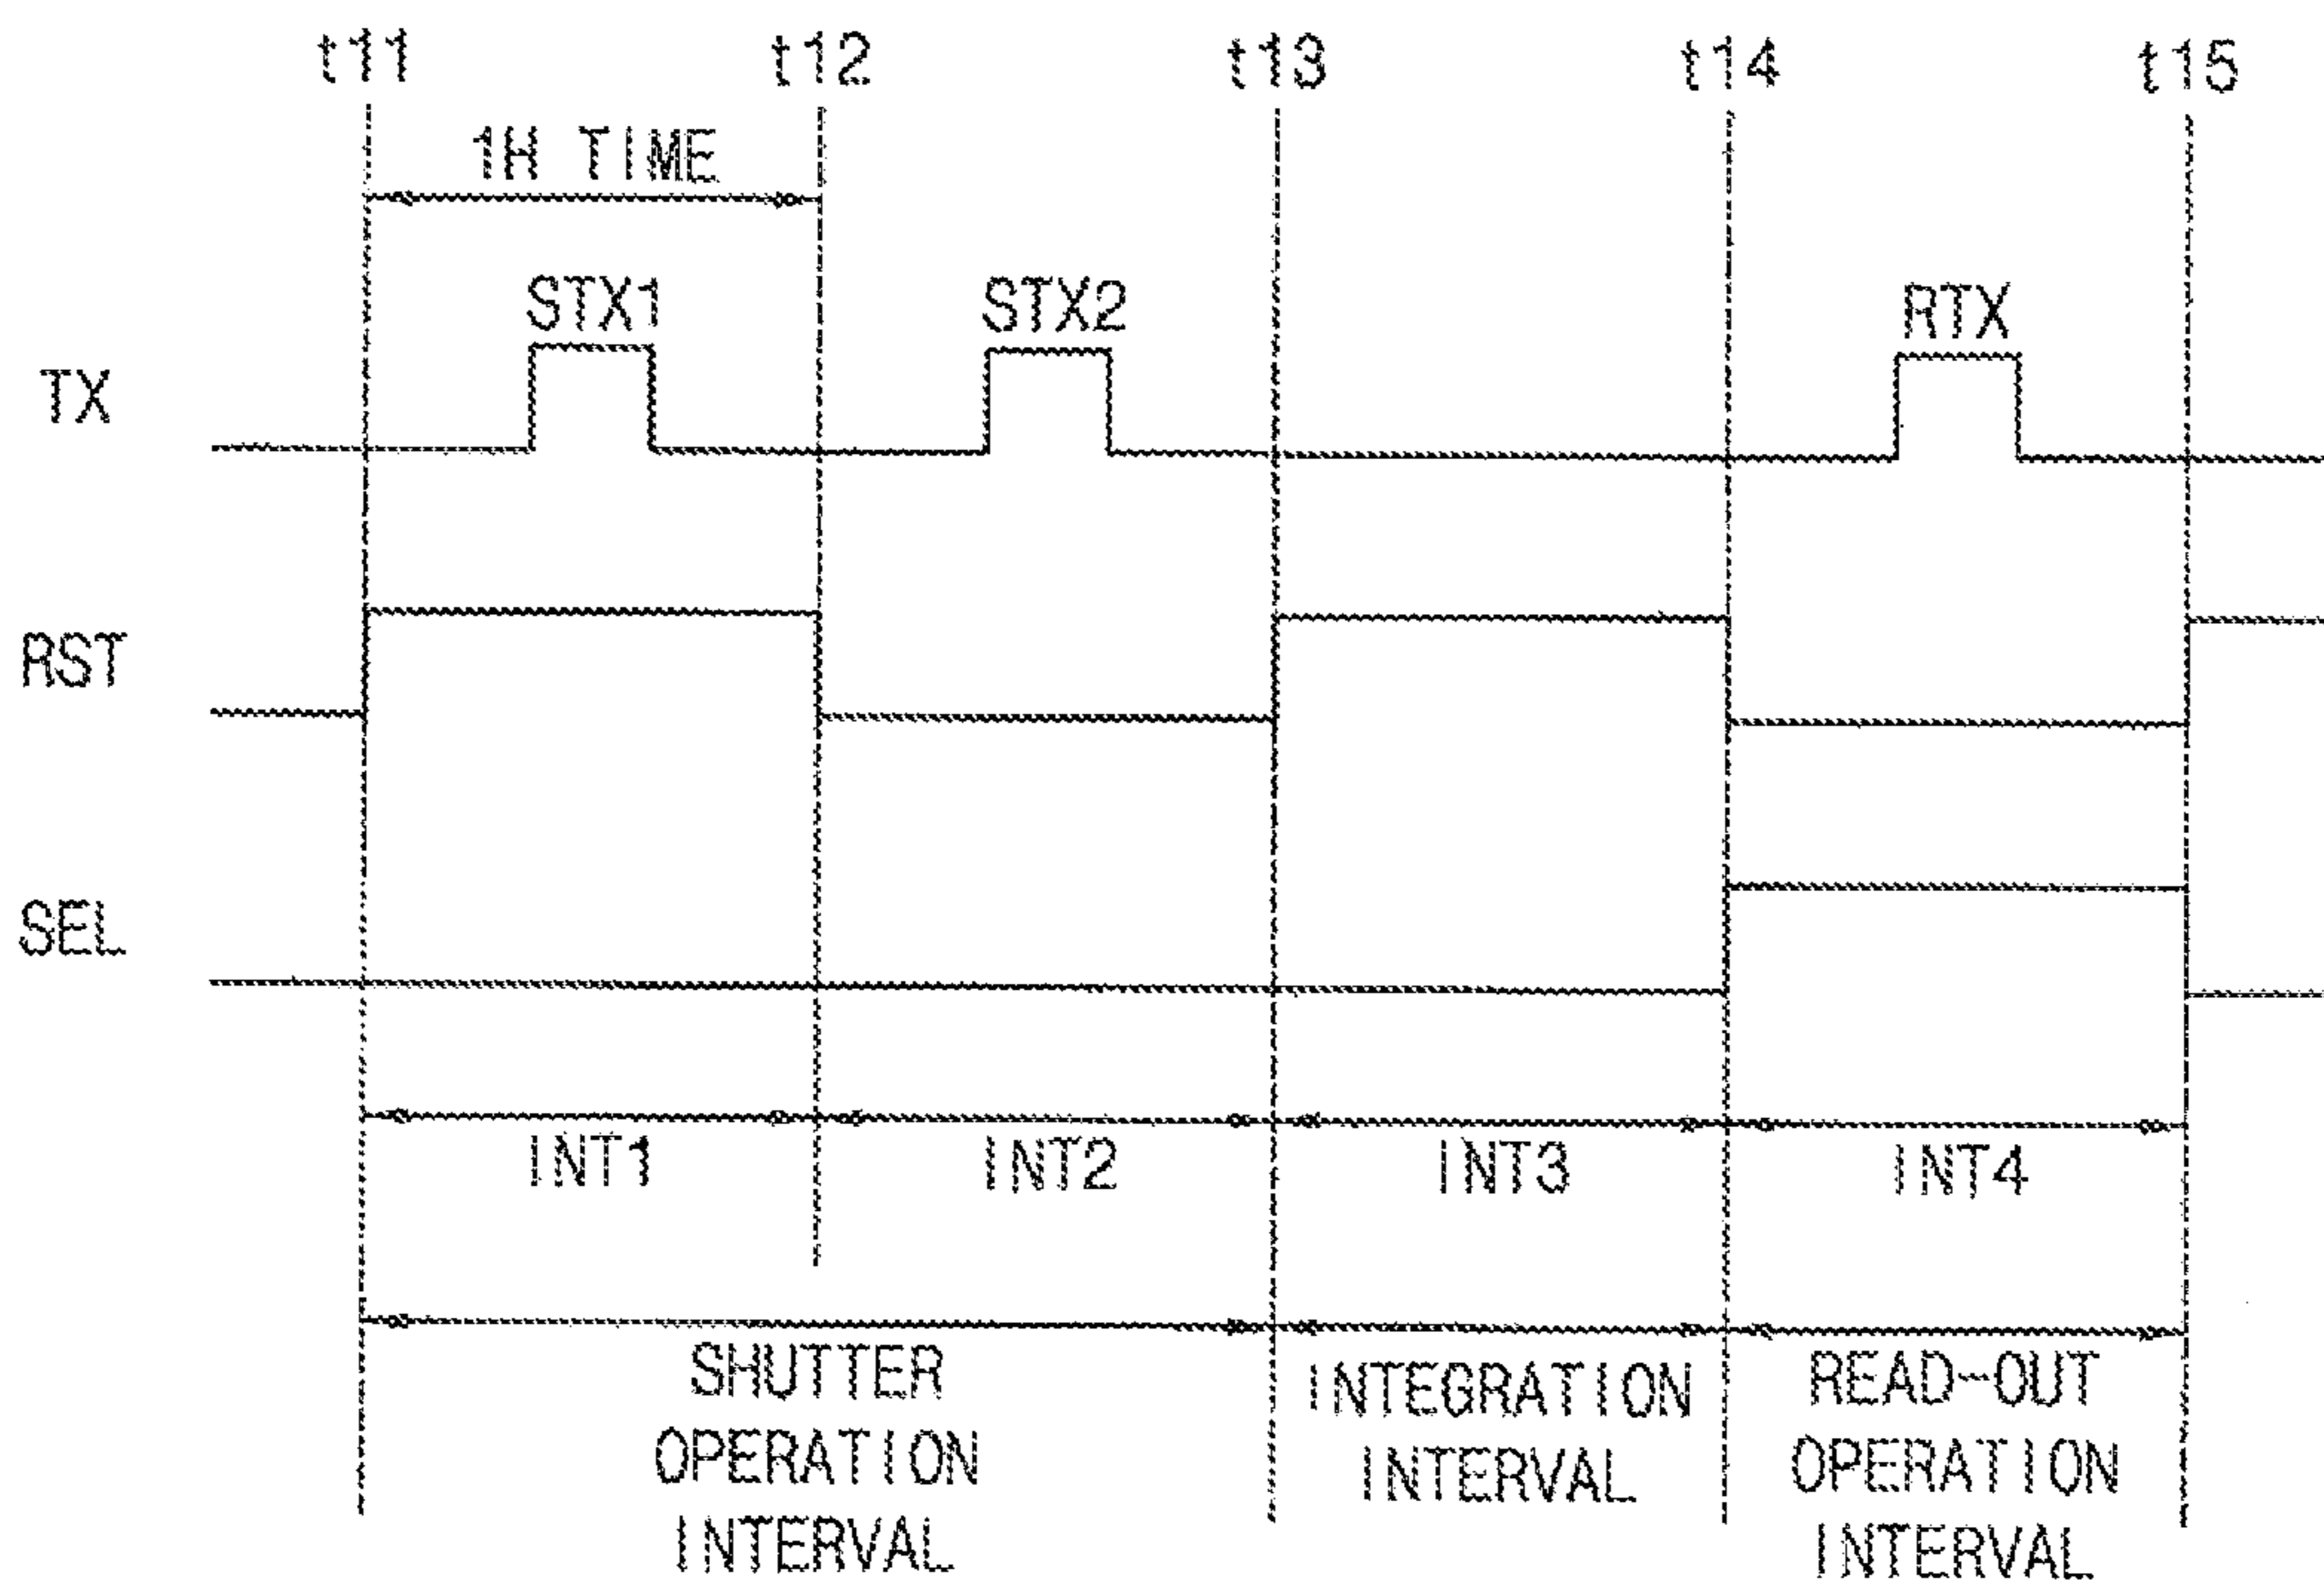 t11 t12 t13 t14 t15
1H TIME
STX1 STX2 RTX
TX
RST
SEL
INT1 INT2 INT3 INT4
SHUTTER
OPERATION
INTERVAL
INTEGRATION
INTERVAL
READ-OUT
OPERATION
INTERVAL